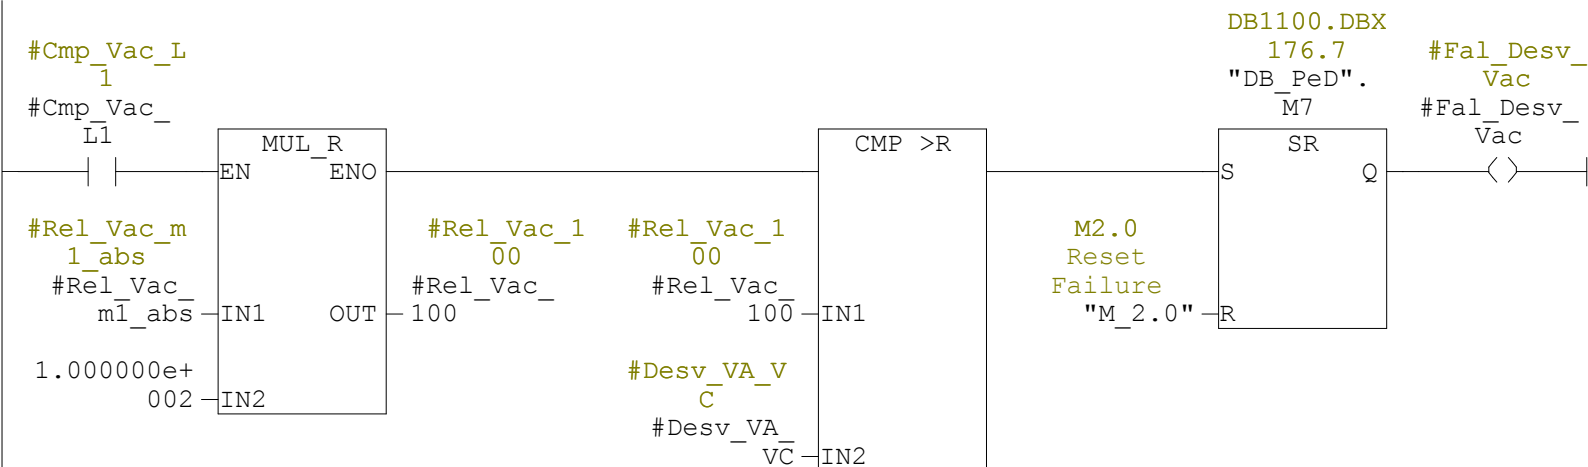 DB1100.DBX
176.7
"DB_PeD".
M7
#Cmp_Vac_L
1
#Cmp_Vac_
L1
#Fal_Desv_
Vac
#Fal_Desv_
Vac
MUL_R
EN ENO
CMP >R
SR
S Q
#Rel_Vac_m
1_abs
#Rel_Vac_
m1_abs IN1
#Rel_Vac_1
00
#Rel_Vac_
OUT 100
#Rel_Vac_1
00
#Rel_Vac_
100 IN1
M2.0
Reset
Failure
"M_2.0" R
1.000000e+
002 IN2
#Desv_VA_V
C
#Desv_VA_
VC IN2